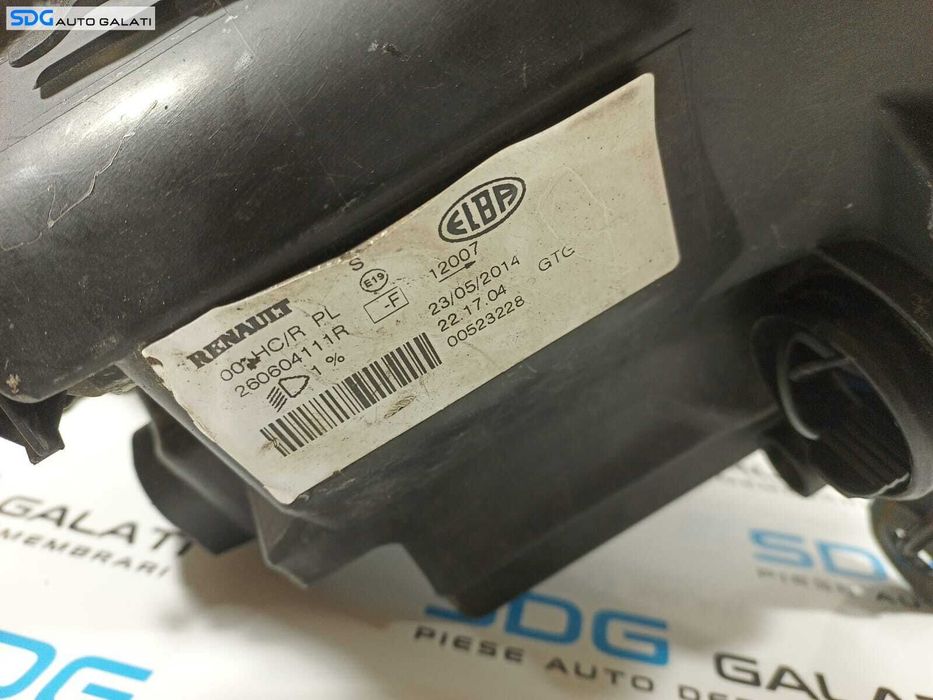 SDG AUTO GALATI
ELBA
RENAULT
S
E19
12007
HC/R PL
-F
23/05/2014
GTG
260604111R
22.17.04
1 %
00523228
GALATI
MEMBRARI
SDG
PIESE AUTO
SDG
PIESE AUTO DE
GALATI